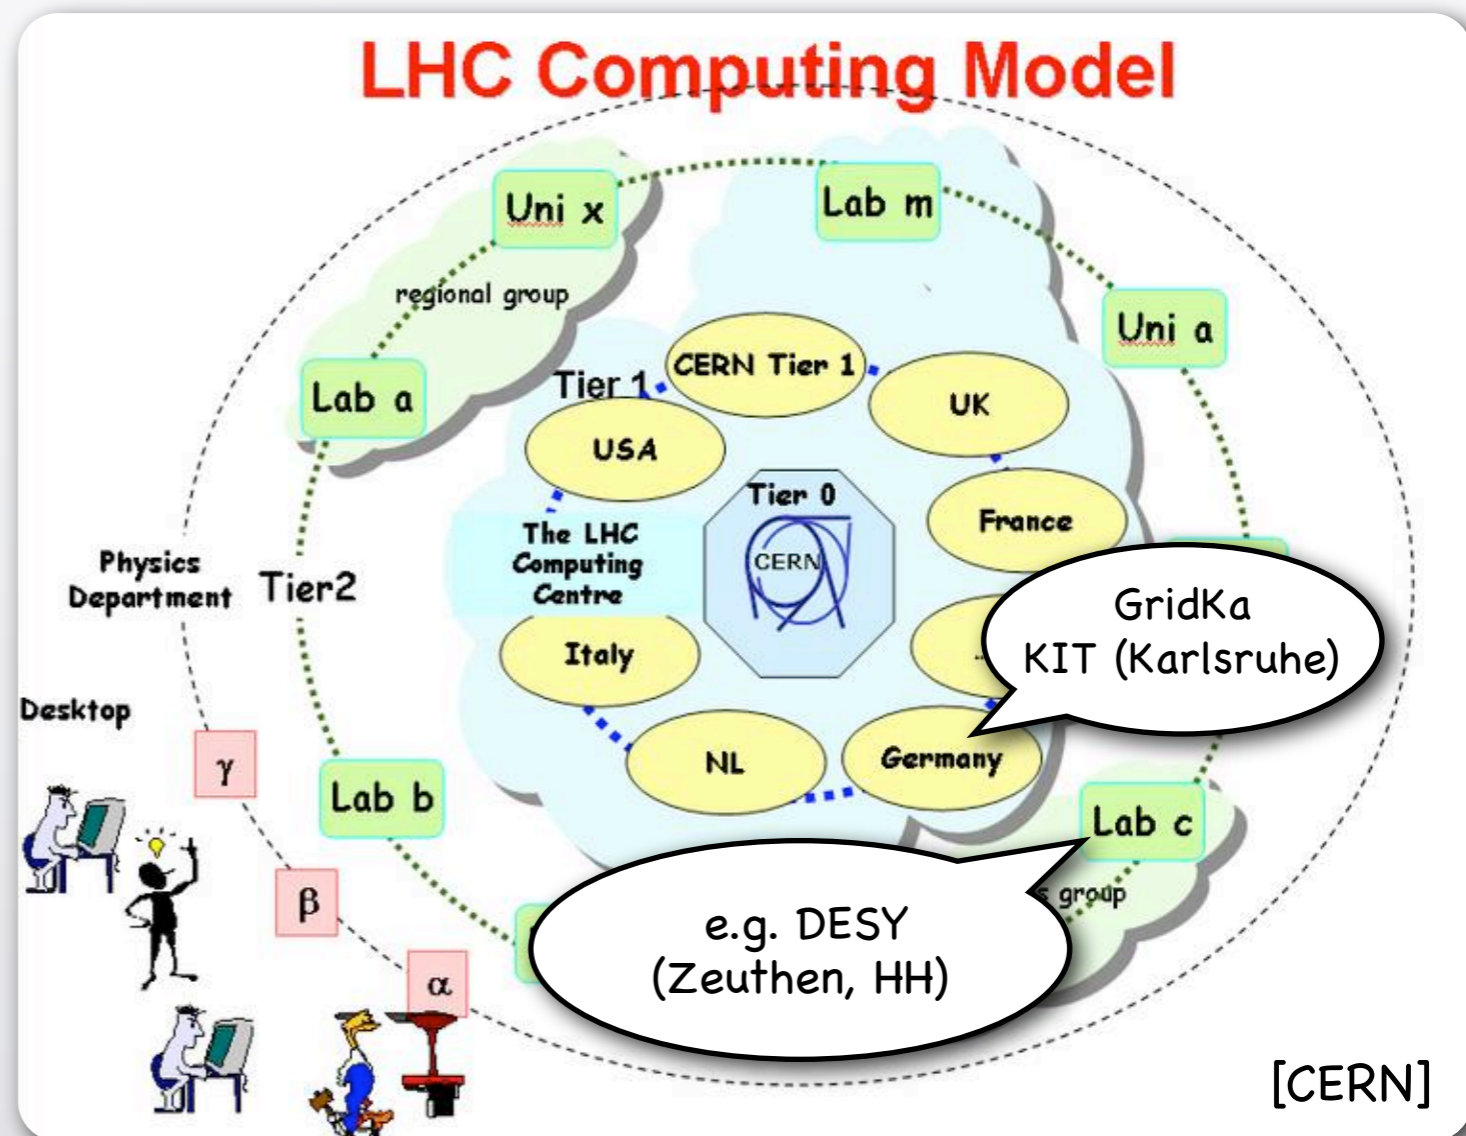 LHC Computing Model
Uni x
Lab m
regional group
Uni a
Lab a
Tier 1
CERN Tier 1
UK
USA
Tier 0
CERN
France
The LHC
Computing
Centre
Physics
Department
Tier2
GridKa
KIT (Karlsruhe)
Italy
Desktop
γ
NL
Germany
Lab b
Lab c
β
group
e.g. DESY
(Zeuthen, HH)
α
[CERN]